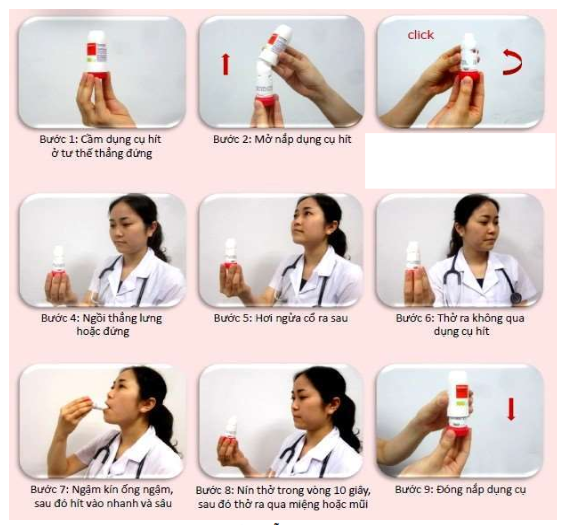 click
Bước 1: Cầm dụng cụ hít
ở tư thế thẳng đứng
Bước 2: Mở nắp dụng cụ hít
Bước 4: Ngồi thẳng lưng
hoặc đứng
Bước 5: Hơi ngửa cổ ra sau
Bước 6: Thở ra không qua
dụng cụ hít
Bước 7: Ngậm kín ống ngậm,
sau đó hít vào nhanh và sâu
Bước 8: Nín thở trong vòng 10 giây,
sau đó thở ra qua miệng hoặc mũi
Bước 9: Đóng nắp dụng cụ